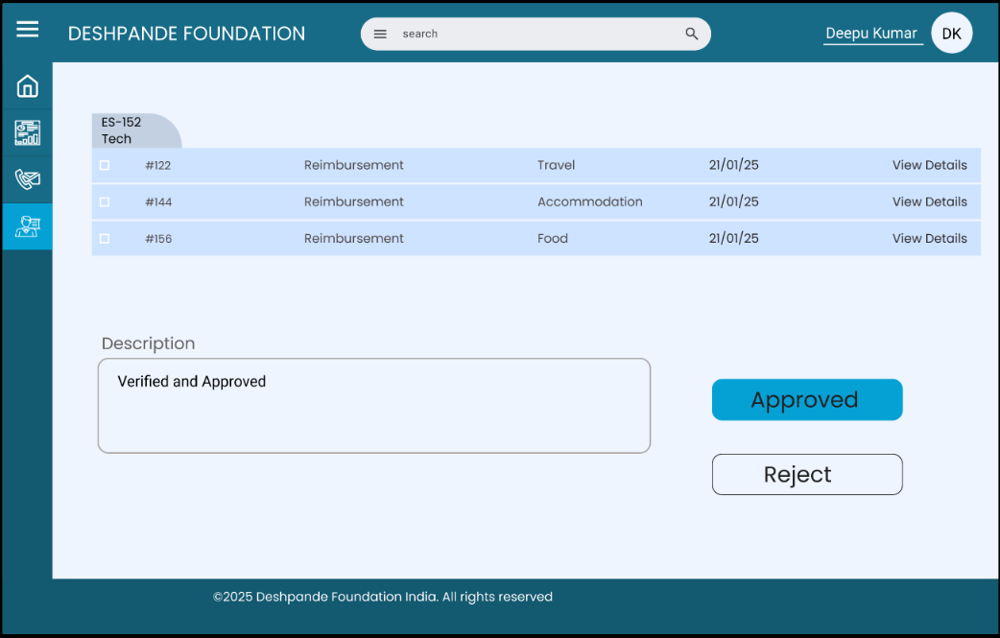 DESHPANDE FOUNDATION
search
Deepu Kumar
DK
ES-152
Tech
#122 Reimbursement Travel 21/01/25 View Details
#144 Reimbursement Accommodation 21/01/25 View Details
#156 Reimbursement Food 21/01/25 View Details
Description
Verified and Approved
Approved
Reject
©2025 Deshpande Foundation India. All rights reserved